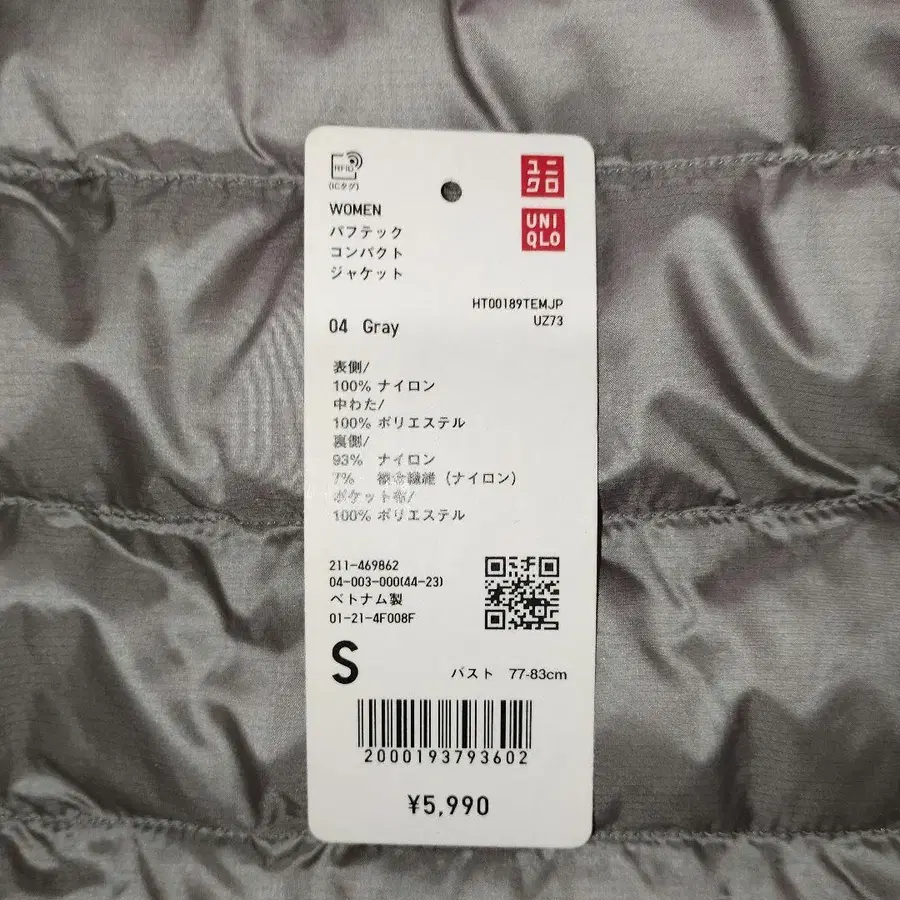 RFID
(ICタグ)
ユニ
クロ
UNI
QLO
WOMEN
パフテック
コンパクト
ジャケット
HT00189TEMJP
UZ73
04 Gray
表側/
100% ナイロン
中わた/
100% ポリエステル
裏側/
93% ナイロン
7% 複合繊維 (ナイロン)
ポケット布/
100% ポリエステル
211-469862
04-003-000(44-23)
ベトナム製
01-21-4F008F
S
バスト 77-83cm
2000193793602
¥5,990